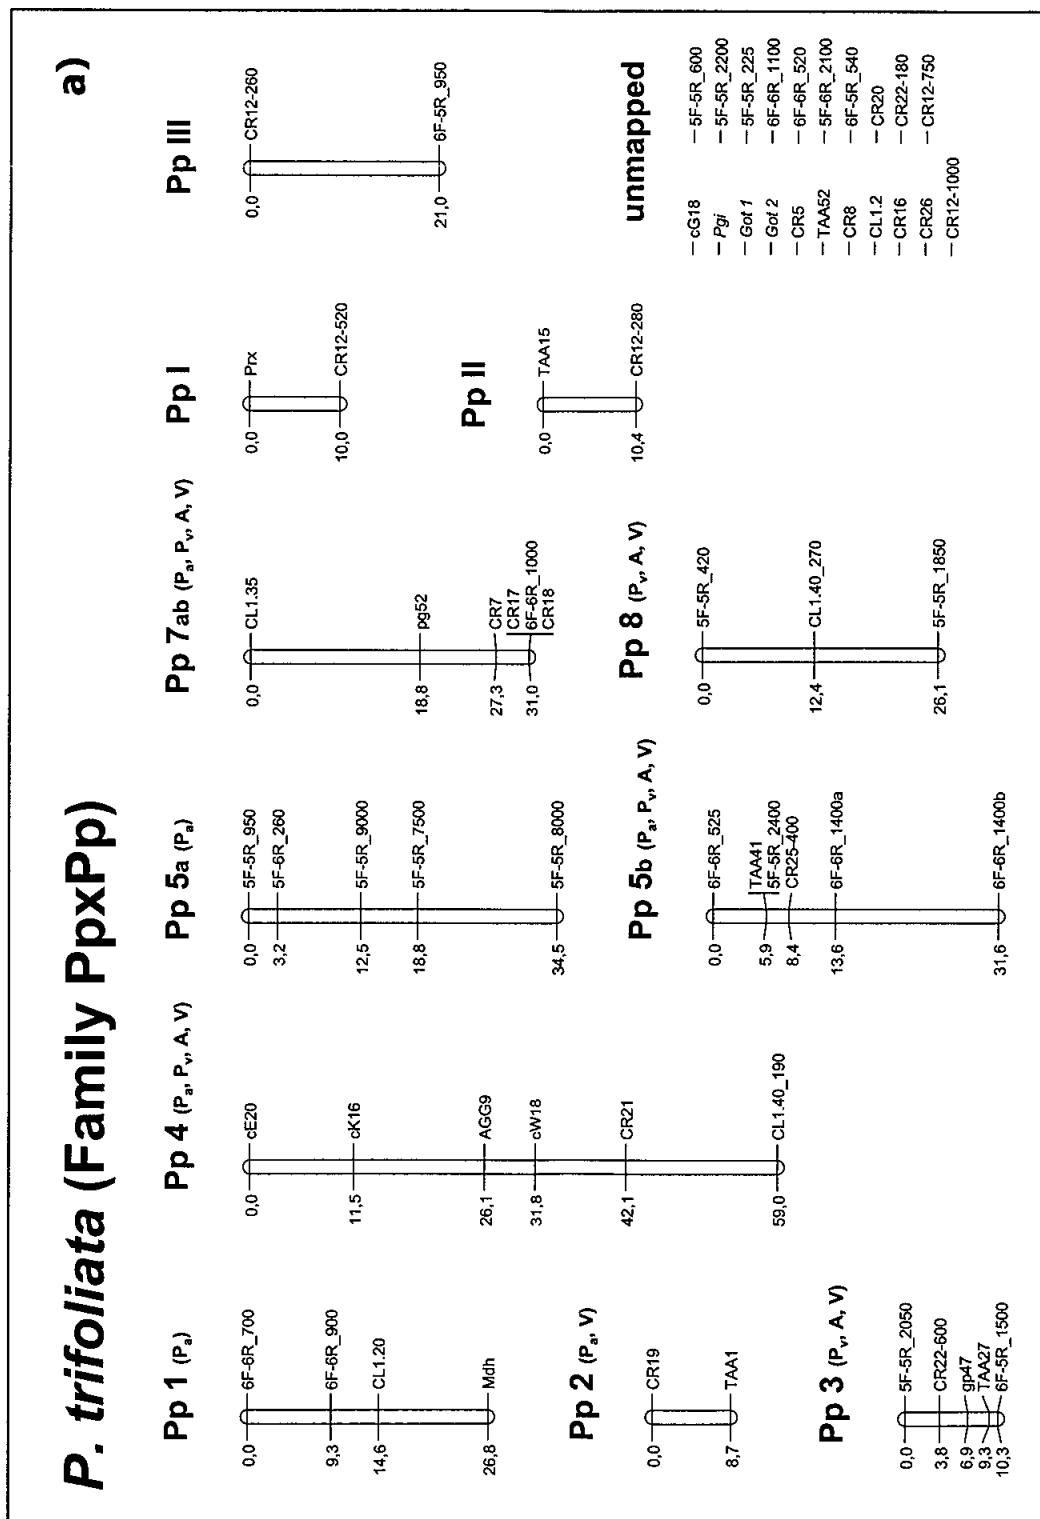 P. trifoliata (Family PpxPp)
a)
Pp 1 (Pa)
0,0 6F-6R_700
9,3 6F-6R_900
14,6 CL1.20
26,8 Mdh
Pp 2 (Pa, V)
0,0 CR19
8,7 TAA1
Pp 3 (Pv, A, V)
0,0 5F-5R_2050
3,8 CR22-600
6,9 gp47
9,3 TAA27
10,3 6F-5R_1500
Pp 4 (Pa, Pv, A, V)
0,0 cE20
11,5 cK16
26,1 AGG9
31,8 cW18
42,1 CR21
59,0 CL1.40_190
Pp 5a (Pa)
0,0 5F-5R_950
3,2 5F-6R_260
12,5 5F-5R_9000
18,8 5F-5R_7500
34,5 5F-5R_8000
Pp 5b (Pa, Pv, A, V)
0,0 6F-6R_525
TAA41
5,9 5F-5R_2400
8,4 CR25-400
13,6 6F-6R_1400a
31,6 6F-6R_1400b
Pp 7ab (Pa, Pv, A, V)
0,0 CL1.35
18,8 pg52
27,3 CR7
CR17
31,0 6F-6R_1000
CR18
Pp 8 (Pv, A, V)
0,0 5F-5R_420
12,4 CL1.40_270
26,1 5F-5R_1850
Pp I
0,0 Prx
10,0 CR12-520
Pp II
0,0 TAA15
10,4 CR12-280
Pp III
0,0 CR12-260
21,0 6F-5R_950
unmapped
— cG18 — 5F-5R_600
— Pgi — 5F-5R_2200
— Got 1 — 5F-5R_225
— Got 2 — 6F-6R_1100
— CR5 — 6F-6R_520
— TAA52 — 5F-6R_2100
— CR8 — 6F-5R_540
— CL1.2 — CR20
— CR16 — CR22-180
— CR26 — CR12-750
— CR12-1000